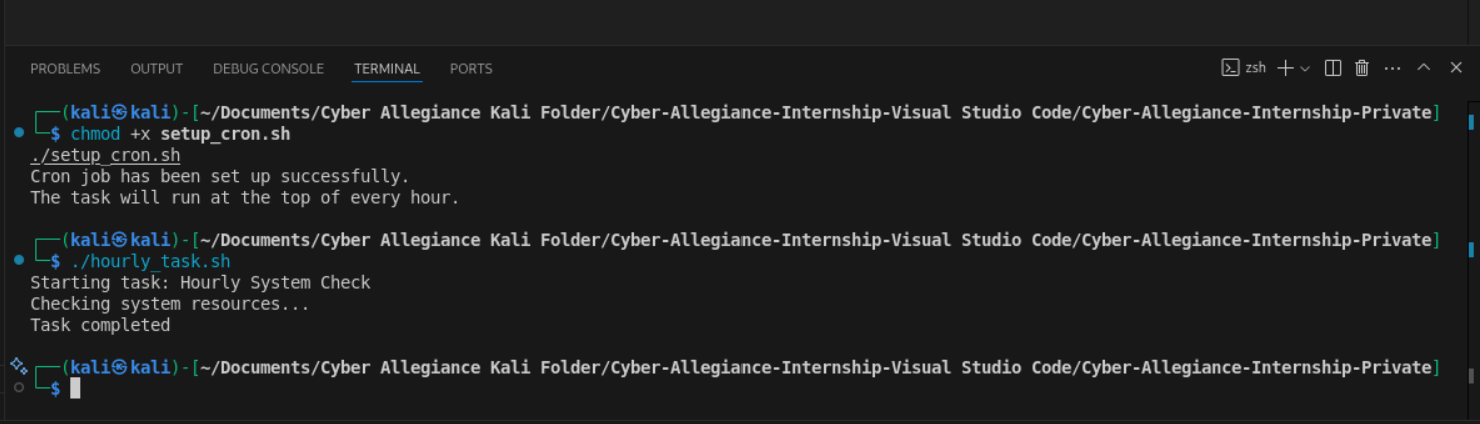 PROBLEMS OUTPUT DEBUG CONSOLE TERMINAL PORTS zsh
┌──(kali㉿kali)-[~/Documents/Cyber Allegiance Kali Folder/Cyber-Allegiance-Internship-Visual Studio Code/Cyber-Allegiance-Internship-Private]
└─$ chmod +x setup_cron.sh
./setup_cron.sh
Cron job has been set up successfully.
The task will run at the top of every hour.
┌──(kali㉿kali)-[~/Documents/Cyber Allegiance Kali Folder/Cyber-Allegiance-Internship-Visual Studio Code/Cyber-Allegiance-Internship-Private]
└─$ ./hourly_task.sh
Starting task: Hourly System Check
Checking system resources...
Task completed
┌──(kali㉿kali)-[~/Documents/Cyber Allegiance Kali Folder/Cyber-Allegiance-Internship-Visual Studio Code/Cyber-Allegiance-Internship-Private]
└─$